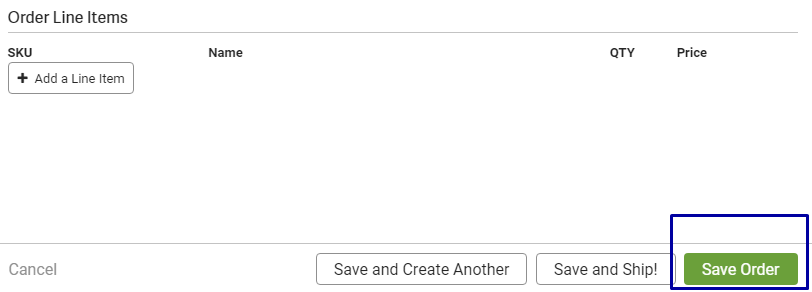 Order Line Items
SKU Name QTY Price
+ Add a Line Item
Cancel Save and Create Another Save and Ship! Save Order